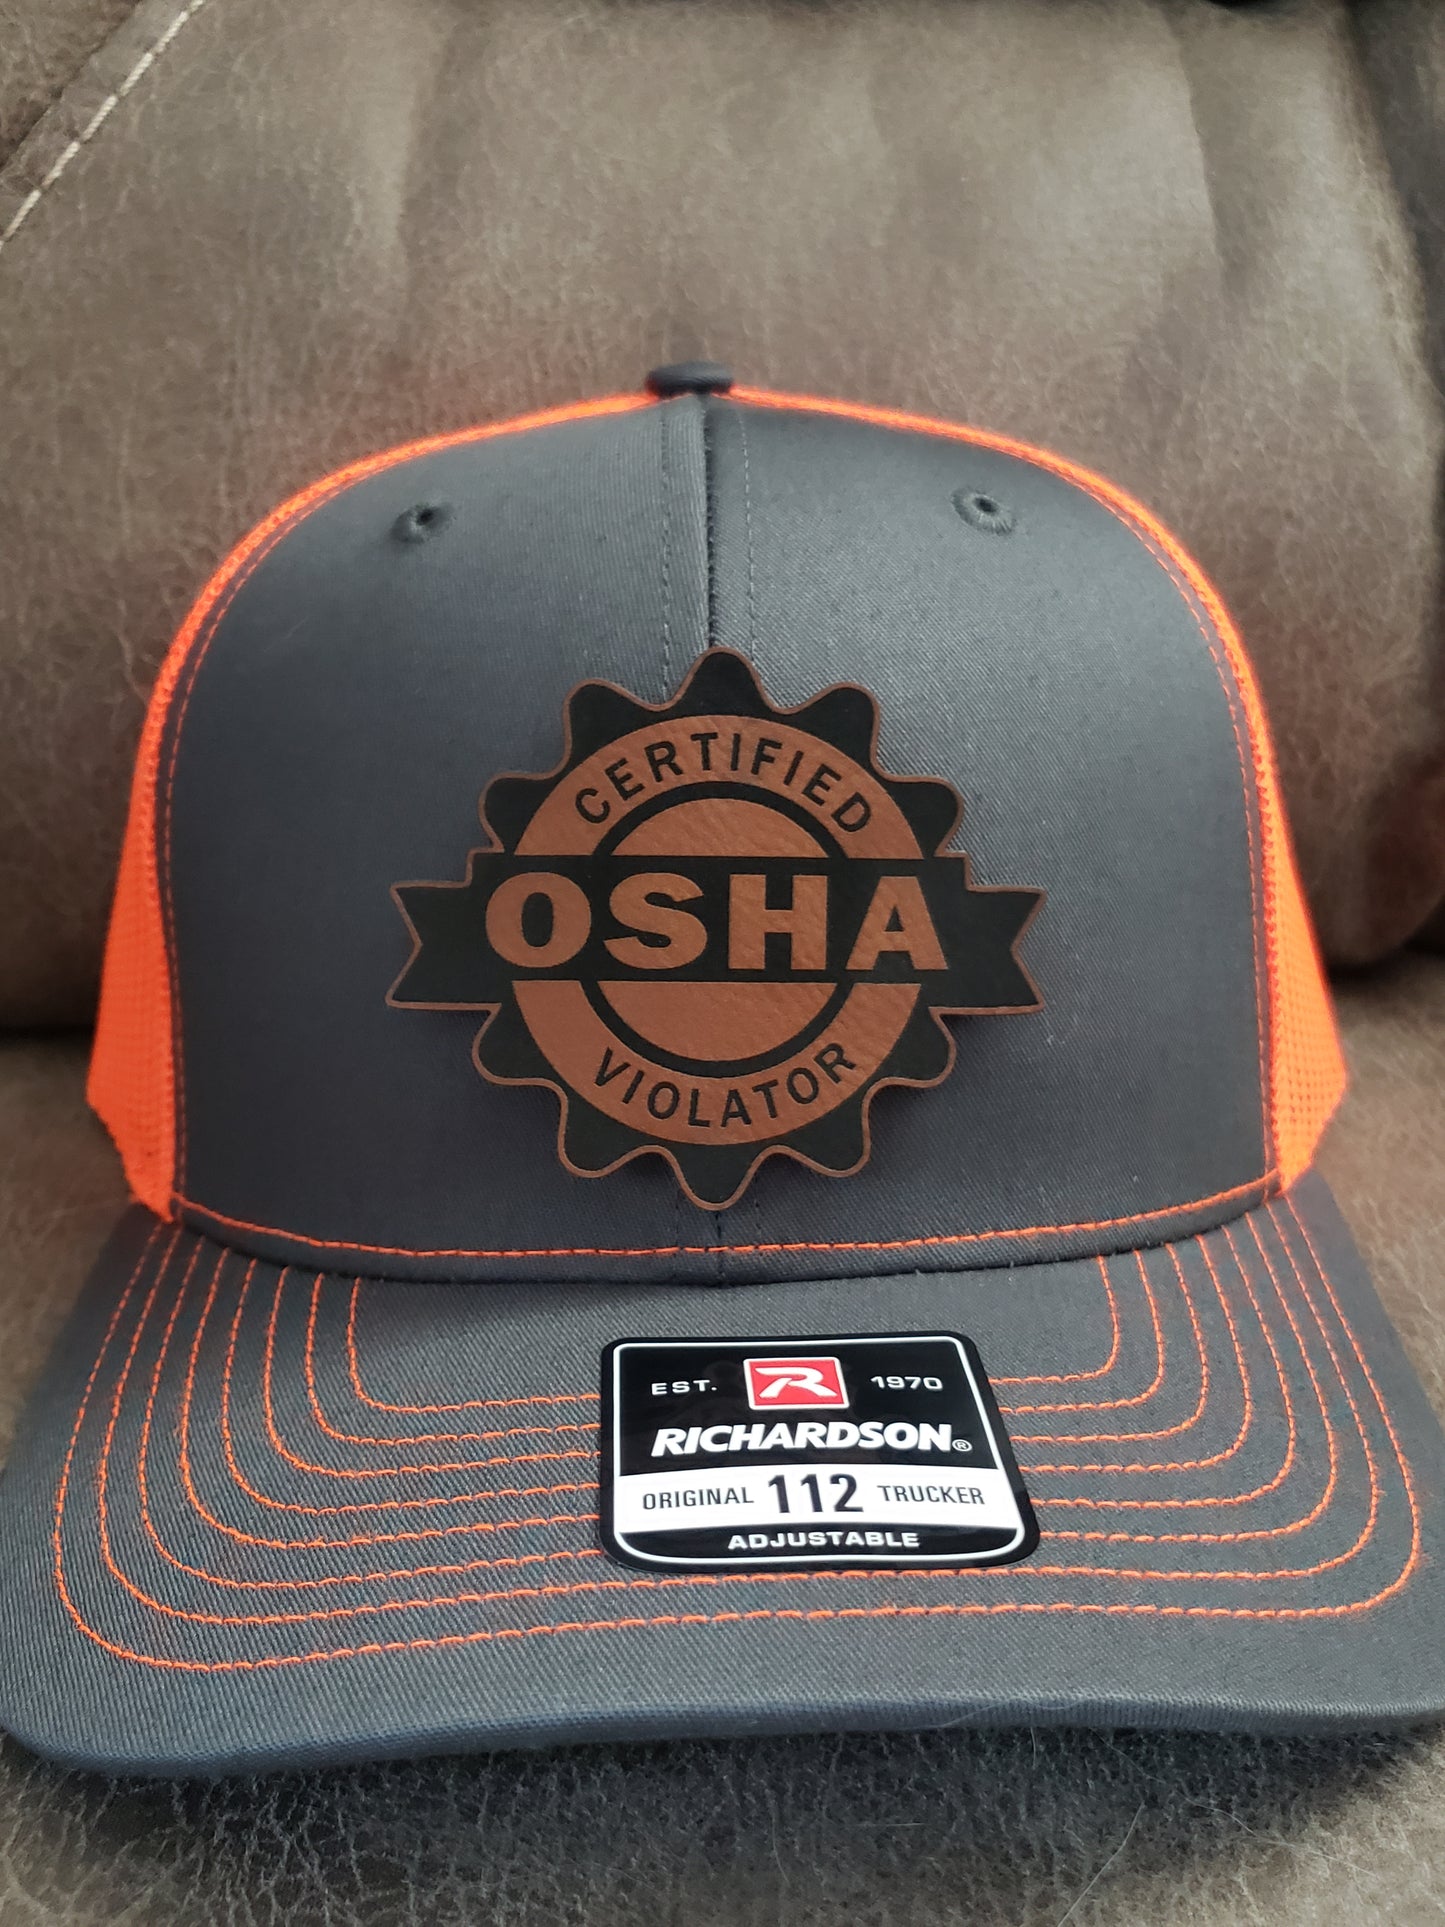 CERTIFIED
OSHA
VIOLATOR
EST. R 1970
RICHARDSON®
ORIGINAL 112 TRUCKER
ADJUSTABLE